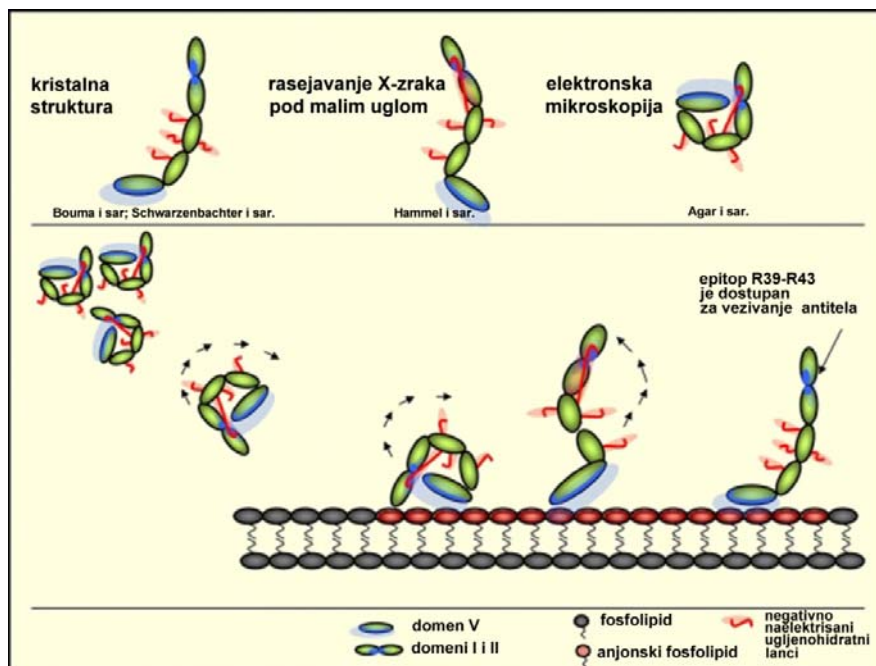 kristalna
struktura
rasejavanje X-zraka
pod malim uglom
elektronska
mikroskopija
Bouma i sar; Schwarzenbachter i sar.
Hammel i sar.
Agar i sar.
epitop R39-R43
je dostupan
za vezivanje antitela
domen V
domeni I i II
fosfolipid
anjonski fosfolipid
negativno
naelektrisani
ugljenohidratni
lanci